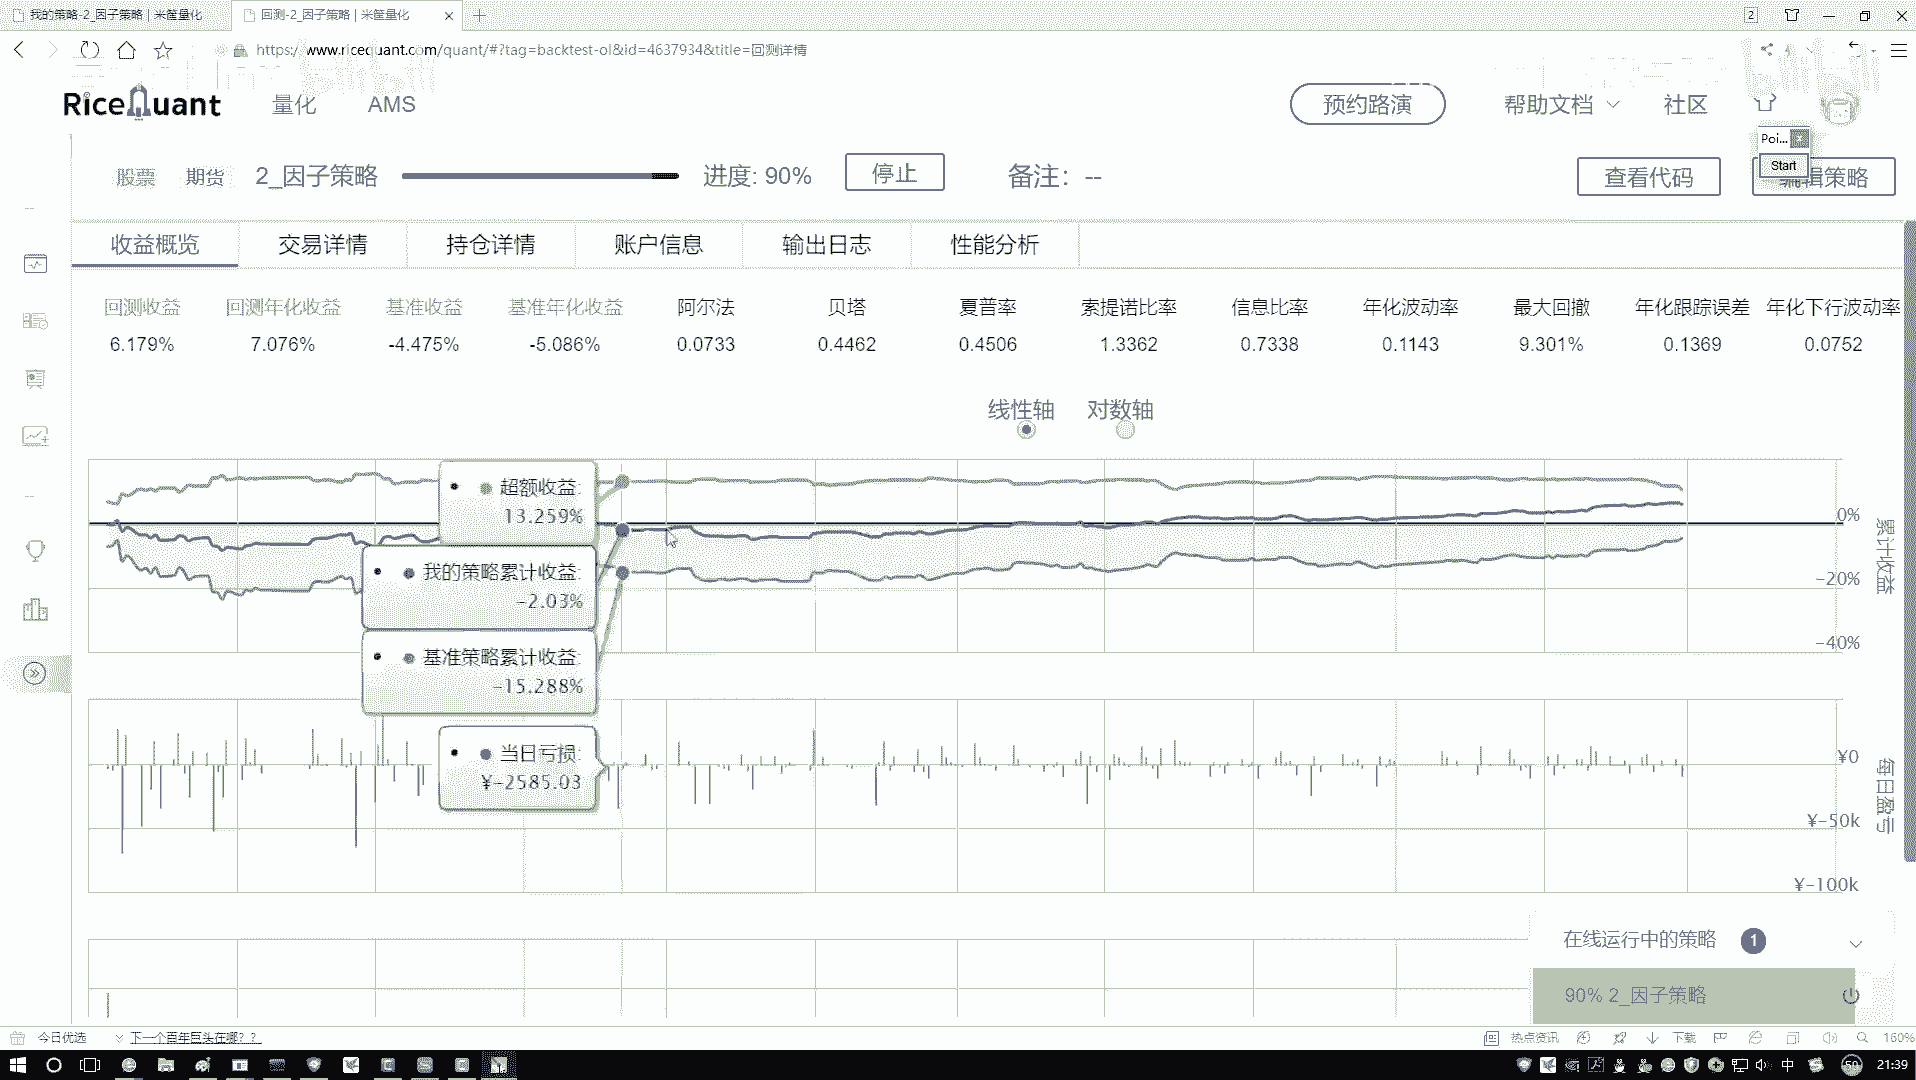 我的策略-2_因子策略 | 米筐量化
回测-2_因子策略 | 米筐量化
2
https://www.ricequant.com/quant/#?tag=backtest-ol&id=4637934&title=回测详情
RiceQuant 量化 AMS 预约路演 帮助文档 社区
Poi...
Start
股票 期货 2_因子策略 进度: 90% 停止 备注: -- 查看代码 编辑策略
收益概览 交易详情 持仓详情 账户信息 输出日志 性能分析
回测收益 回测年化收益 基准收益 基准年化收益 阿尔法 贝塔 夏普率 索提诺比率 信息比率 年化波动率 最大回撤 年化跟踪误差 年化下行波动率
6.179% 7.076% -4.475% -5.086% 0.0733 0.4462 0.4506 1.3362 0.7338 0.1143 9.301% 0.1369 0.0752
线性轴 对数轴
超额收益:
13.259%
我的策略累计收益:
-2.03%
基准策略累计收益:
-15.288%
当日亏损:
¥-2585.03
0%
-20%
-40%
累计收益
¥0
¥-50k
¥-100k
每日盈亏
在线运行中的策略 1
90% 2_因子策略
今日优选 下一个百年巨头在哪？？
热点资讯 下载 160%
中 50 21:39